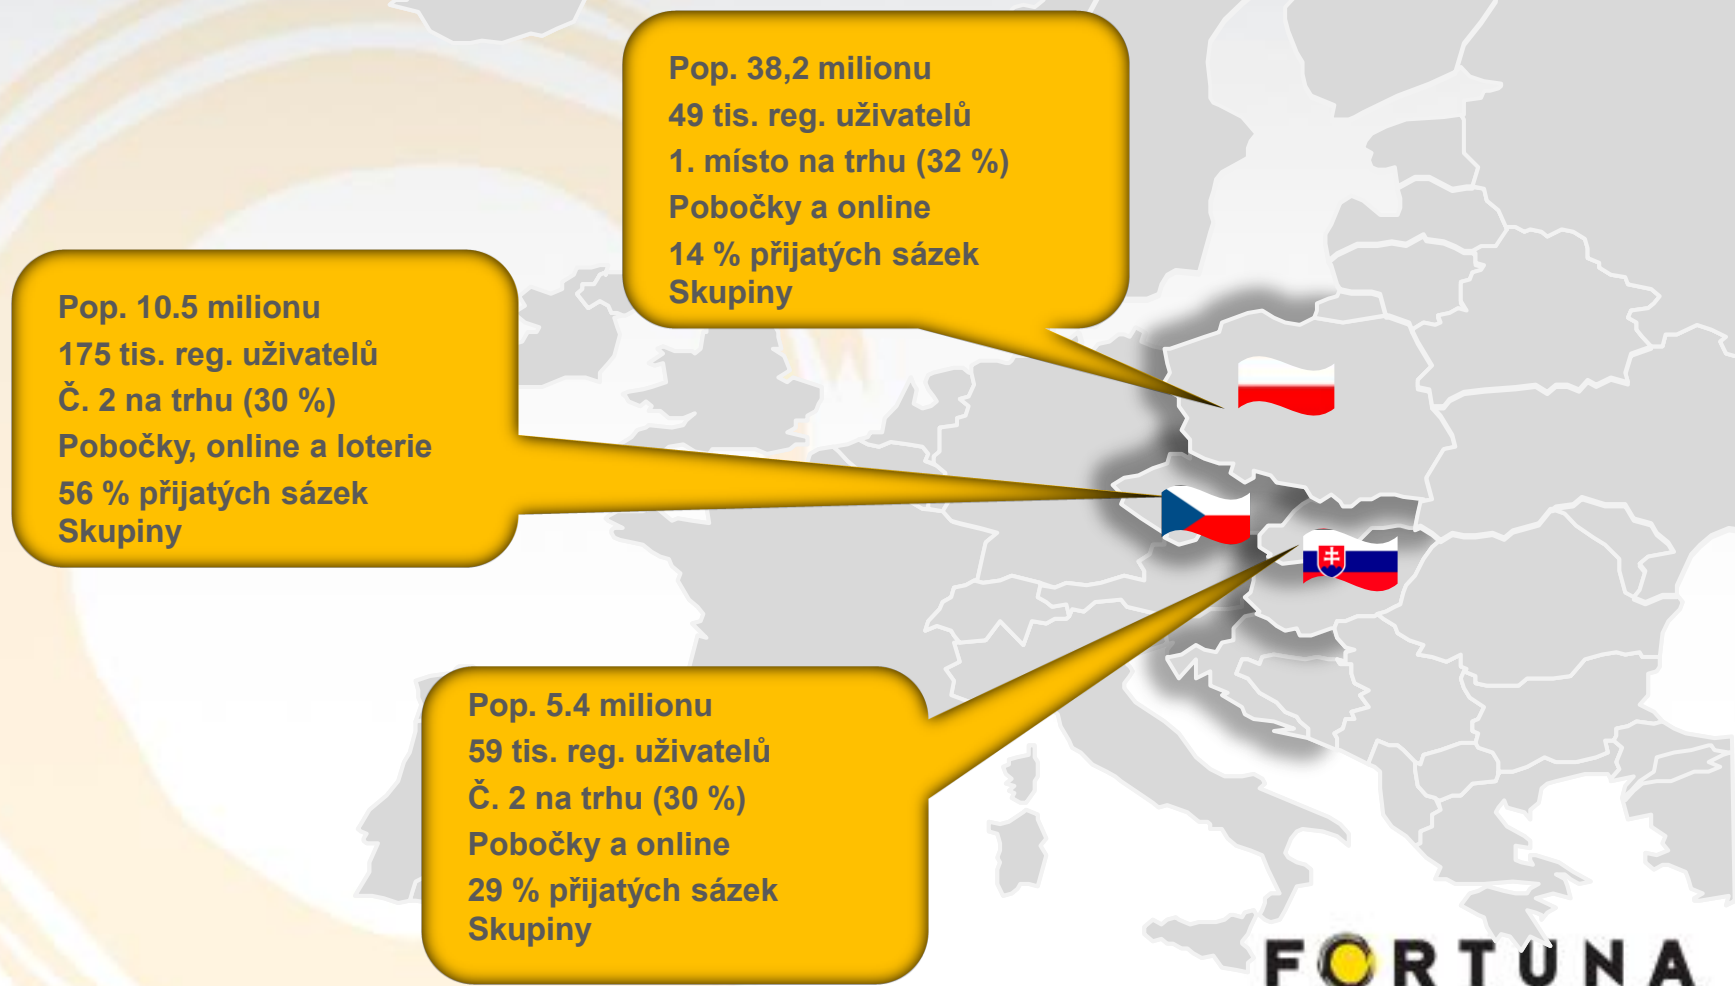 Pop. 38,2 milionu
49 tis. reg. uživatelů
1. místo na trhu (32 %)
Pobočky a online
14 % přijatých sázek
Skupiny
Pop. 10.5 milionu
175 tis. reg. uživatelů
Č. 2 na trhu (30 %)
Pobočky, online a loterie
56 % přijatých sázek
Skupiny
Pop. 5.4 milionu
59 tis. reg. uživatelů
Č. 2 na trhu (30 %)
Pobočky a online
29 % přijatých sázek
Skupiny
FORTUNA